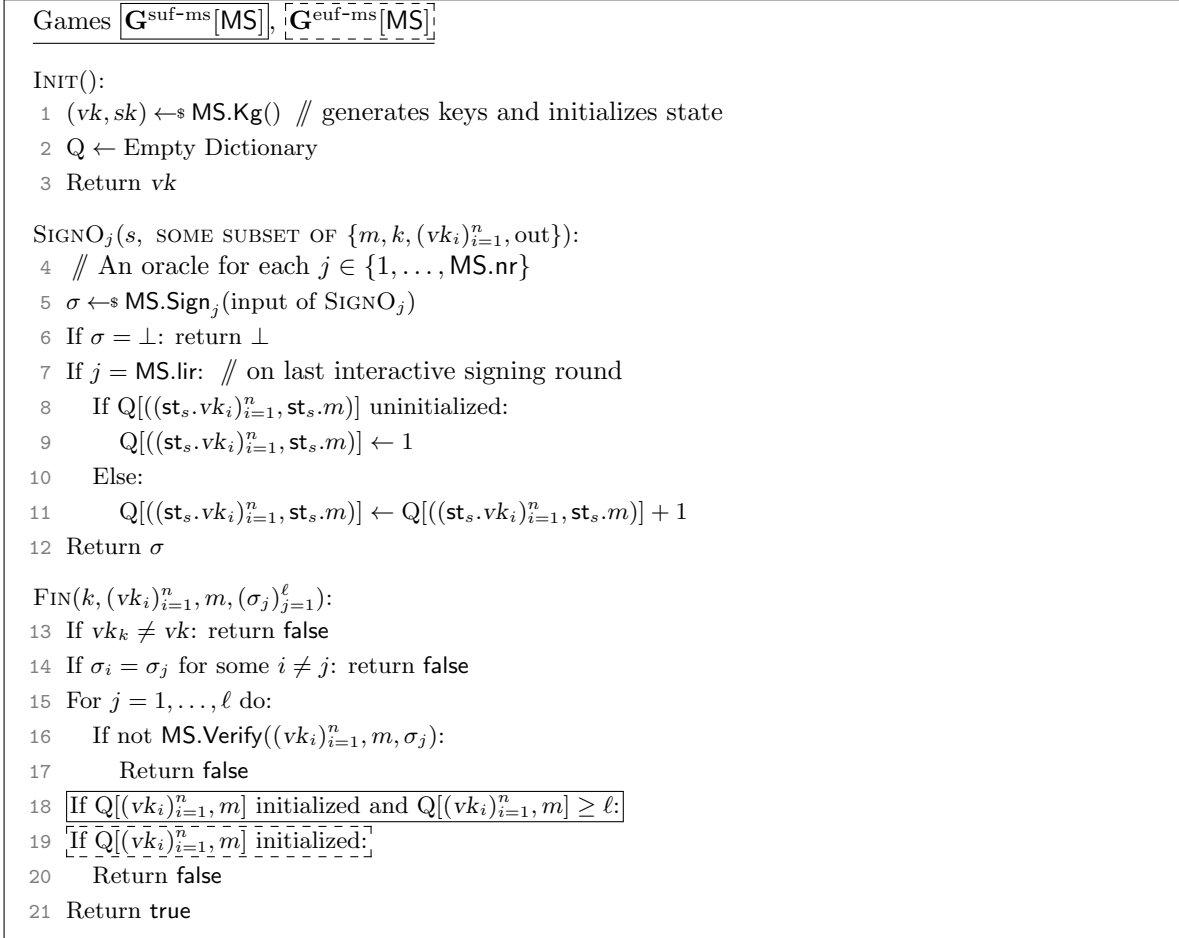 Games G^{suf-ms}[MS], G^{euf-ms}[MS]
INIT():
1 (vk, sk) ←$ MS.Kg() // generates keys and initializes state
2 Q ← Empty Dictionary
3 Return vk
SIGNO_j(s, SOME SUBSET OF {m, k, (vk_i)_{i=1}^n, out}):
4 // An oracle for each j ∈ {1, . . . , MS.nr}
5 σ ←$ MS.Sign_j(input of SIGNO_j)
6 If σ = ⊥: return ⊥
7 If j = MS.lir: // on last interactive signing round
8 If Q[((st_s.vk_i)_{i=1}^n, st_s.m)] uninitialized:
9 Q[((st_s.vk_i)_{i=1}^n, st_s.m)] ← 1
10 Else:
11 Q[((st_s.vk_i)_{i=1}^n, st_s.m)] ← Q[((st_s.vk_i)_{i=1}^n, st_s.m)] + 1
12 Return σ
FIN(k, (vk_i)_{i=1}^n, m, (σ_j)_{j=1}^ℓ):
13 If vk_k ≠ vk: return false
14 If σ_i = σ_j for some i ≠ j: return false
15 For j = 1, . . . , ℓ do:
16 If not MS.Verify((vk_i)_{i=1}^n, m, σ_j):
17 Return false
18 If Q[(vk_i)_{i=1}^n, m] initialized and Q[(vk_i)_{i=1}^n, m] ≥ ℓ:
19 If Q[(vk_i)_{i=1}^n, m] initialized:
20 Return false
21 Return true